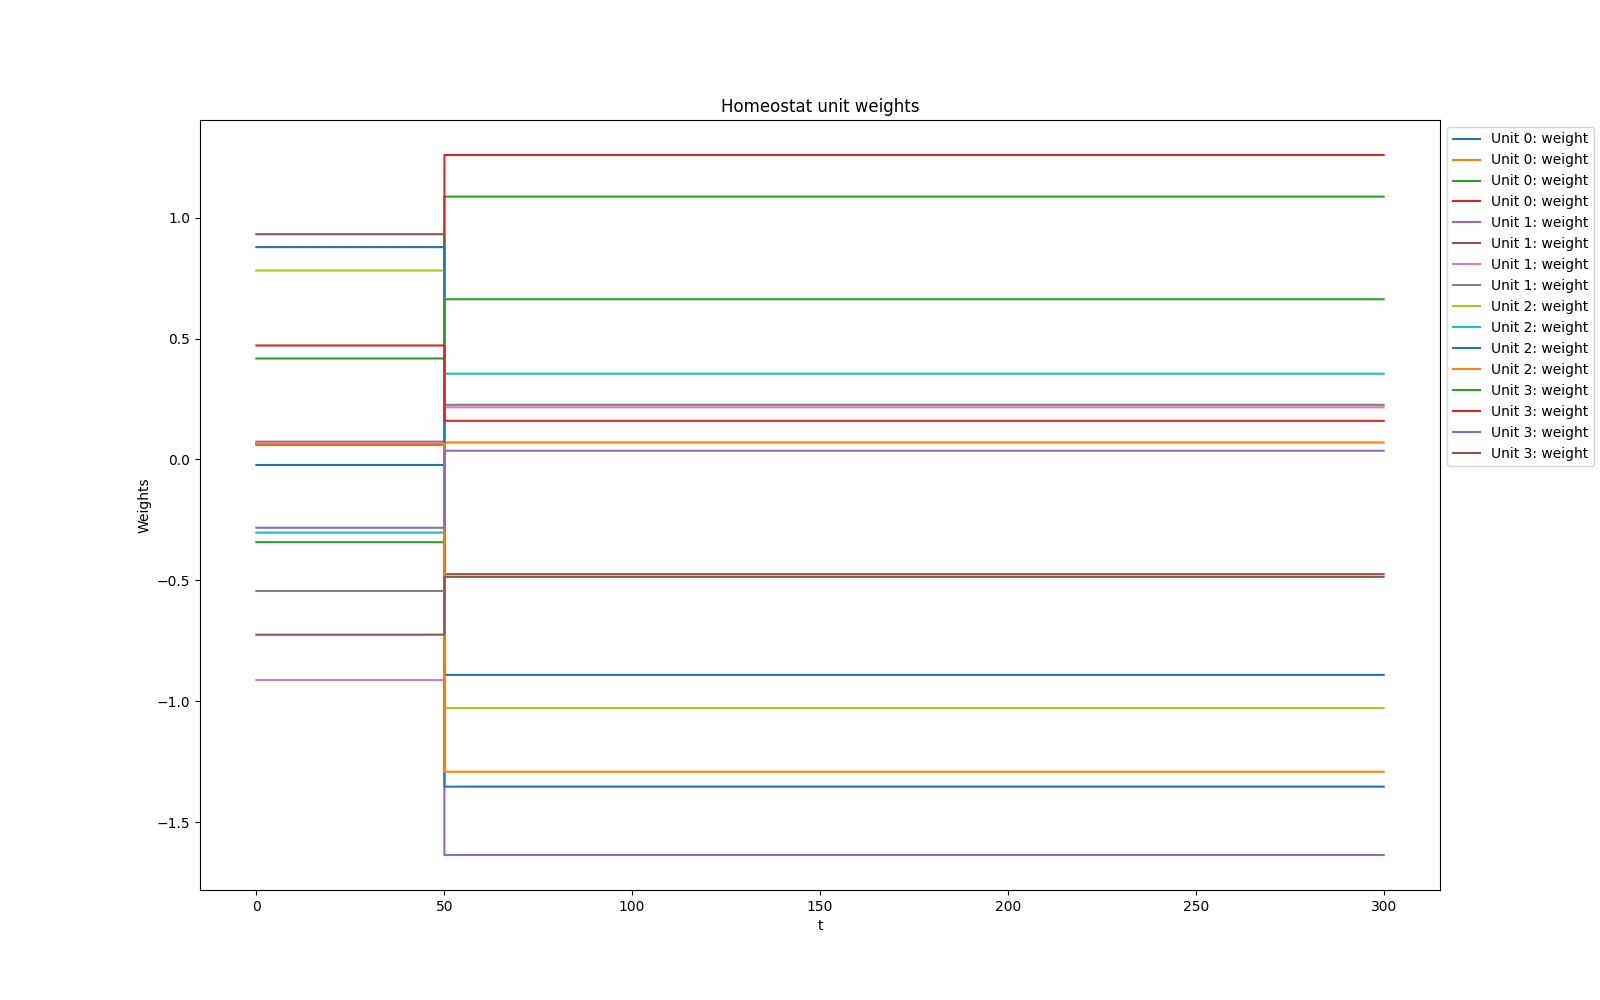 Homeostat unit weights
Weights
1.0
0.5
0.0
−0.5
−1.0
−1.5
0
50
100
150
200
250
300
t
Unit 0: weight
Unit 0: weight
Unit 0: weight
Unit 0: weight
Unit 1: weight
Unit 1: weight
Unit 1: weight
Unit 1: weight
Unit 2: weight
Unit 2: weight
Unit 2: weight
Unit 2: weight
Unit 3: weight
Unit 3: weight
Unit 3: weight
Unit 3: weight